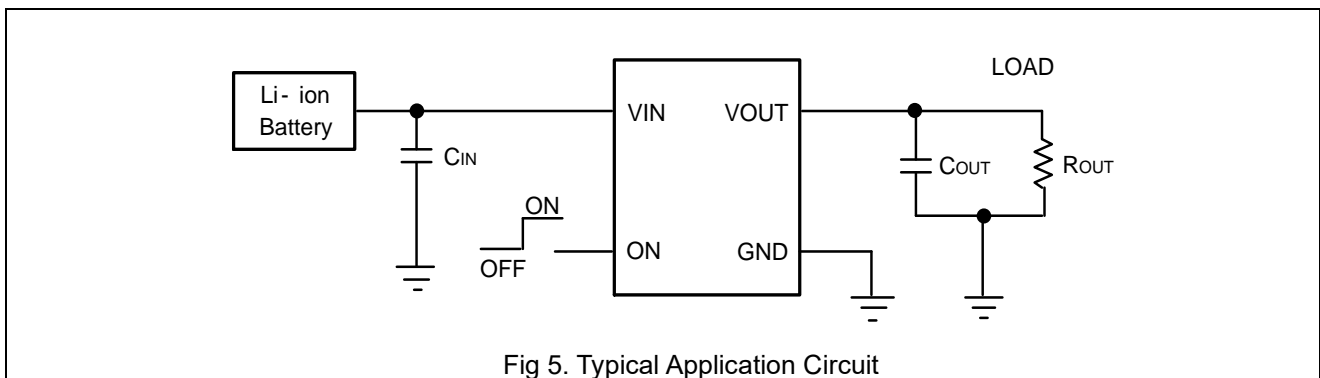 LOAD
Li- ion
Battery
VIN
VOUT
CIN
COUT
ROUT
ON
OFF
ON
GND
Fig 5. Typical Application Circuit